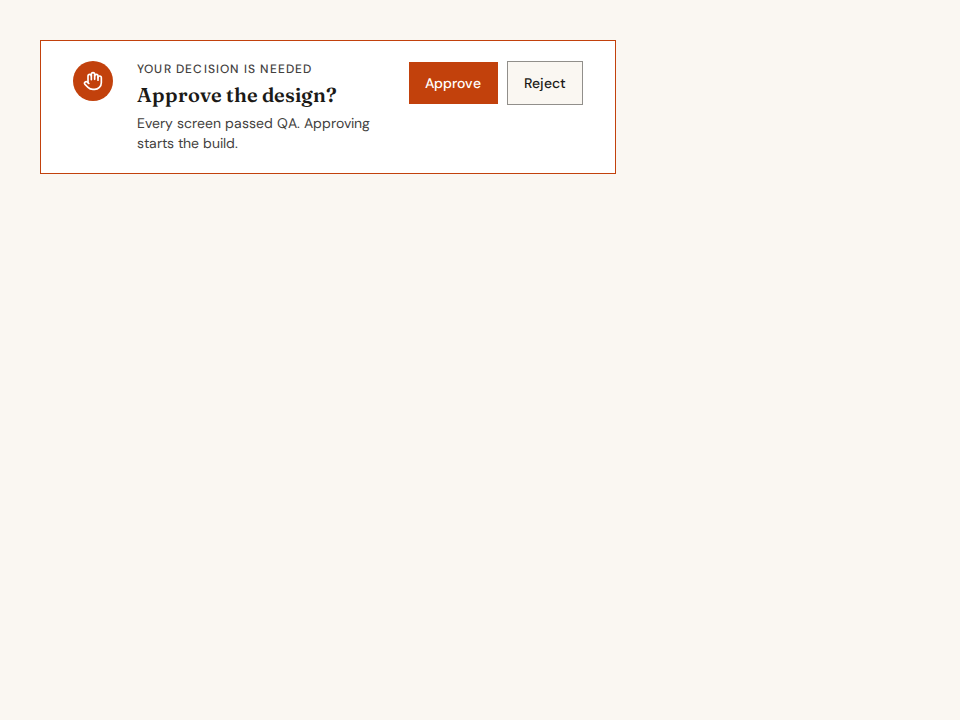 YOUR DECISION IS NEEDED
Approve the design?
Every screen passed QA. Approving
starts the build.
Approve
Reject